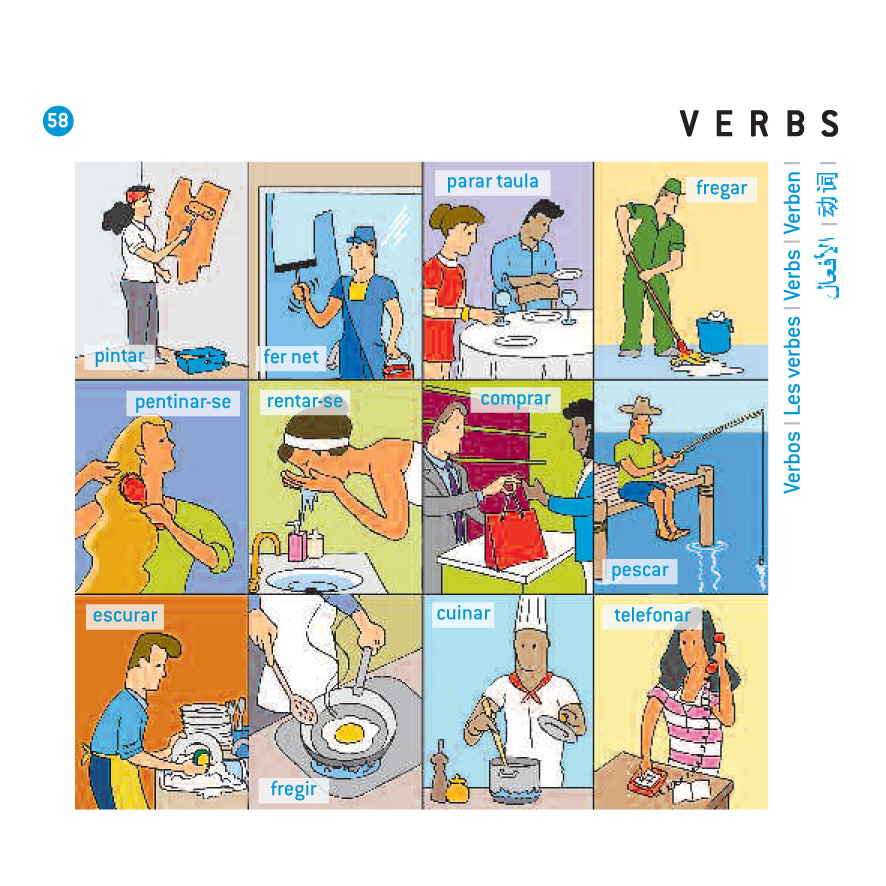 58
VERBS
parar taula
fregar
pintar
fer net
pentinar-se
rentar-se
comprar
pescar
escurar
cuinar
telefonar
fregir
Verbos | Les verbes | Verbs | Verben |
الأفعال | 动词 |